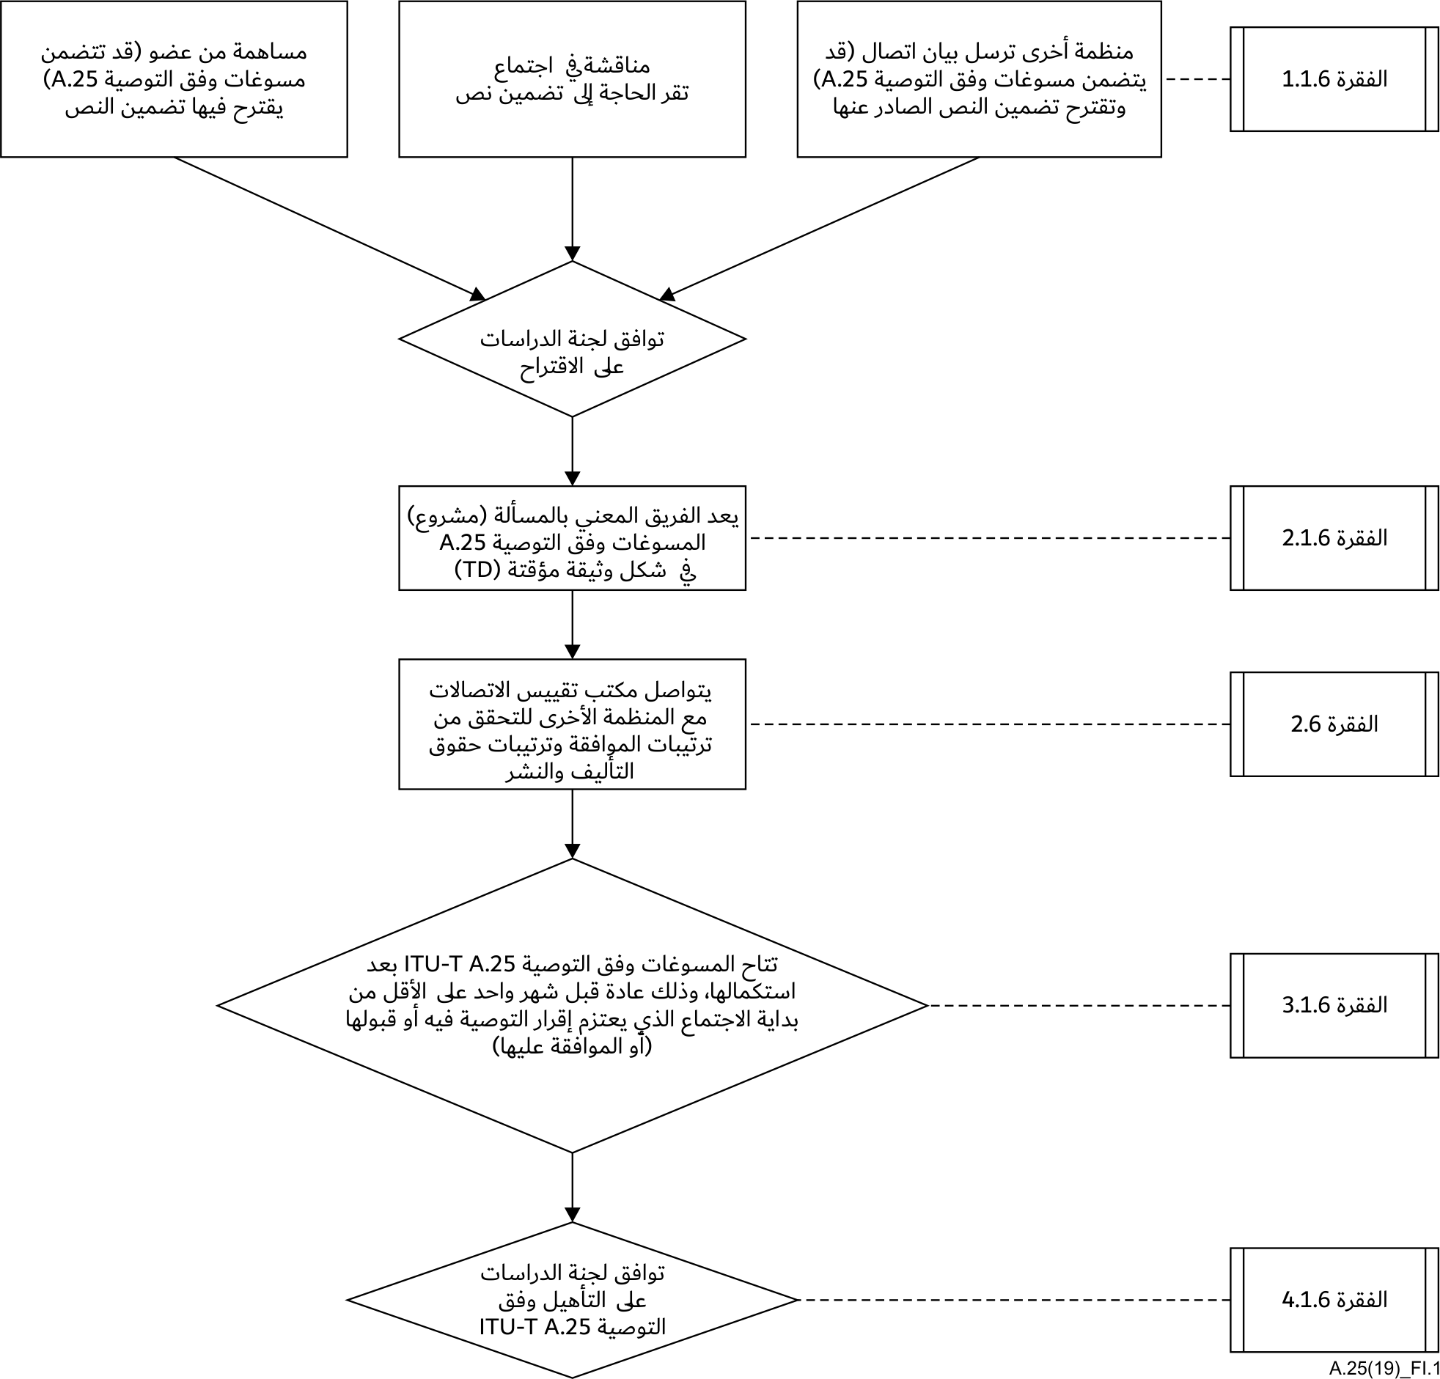 منظمة أخرى ترسل بيان اتصال (قد
يتضمن مسوغات وفق التوصية A.25)
وتقترح تضمين النص الصادر عنها
مناقشة في اجتماع
تقر الحاجة إلى تضمين نص
مساهمة من عضو (قد تتضمن
مسوغات وفق التوصية A.25)
يقترح فيها تضمين النص
الفقرة 1.1.6
توافق لجنة الدراسات
على الاقتراح
يعد الفريق المعني بالمسألة (مشروع)
المسوغات وفق التوصية A.25
في شكل وثيقة مؤقتة (TD)
الفقرة 2.1.6
يتواصل مكتب تقييس الاتصالات
مع المنظمة الأخرى للتحقق من
ترتيبات الموافقة وترتيبات حقوق
التأليف والنشر
الفقرة 2.6
تتاح المسوغات وفق التوصية ITU-T A.25 بعد
استكمالها، وذلك عادة قبل شهر واحد على الأقل من
بداية الاجتماع الذي يعتزم إقرار التوصية فيه أو قبولها
(أو الموافقة عليها)
الفقرة 3.1.6
توافق لجنة الدراسات
على التأهيل وفق
التوصية ITU-T A.25
الفقرة 4.1.6
A.25(19)_FI.1